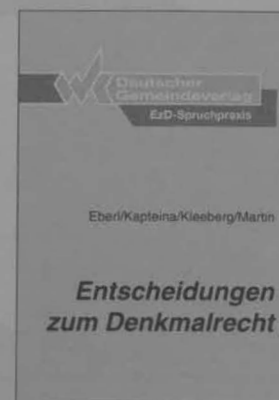 Deutscher
Gemeindeverlag
EzD-Spruchpraxis
Eberl/Kapteina/Kleeberg/Martin
Entscheidungen
zum Denkmalrecht